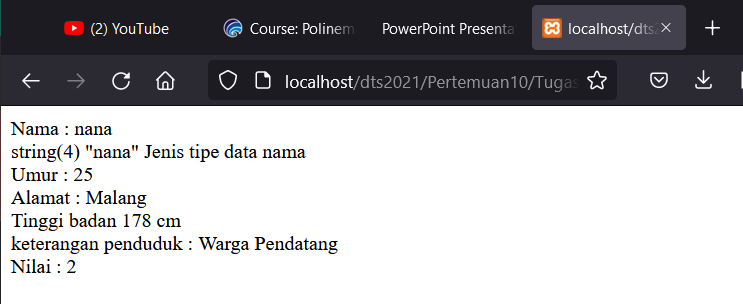 (2) YouTube
Course: Polinem
PowerPoint Presenta
localhost/dts2
localhost/dts2021/Pertemuan10/Tugas
Nama : nana
string(4) "nana" Jenis tipe data nama
Umur : 25
Alamat : Malang
Tinggi badan 178 cm
keterangan penduduk : Warga Pendatang
Nilai : 2